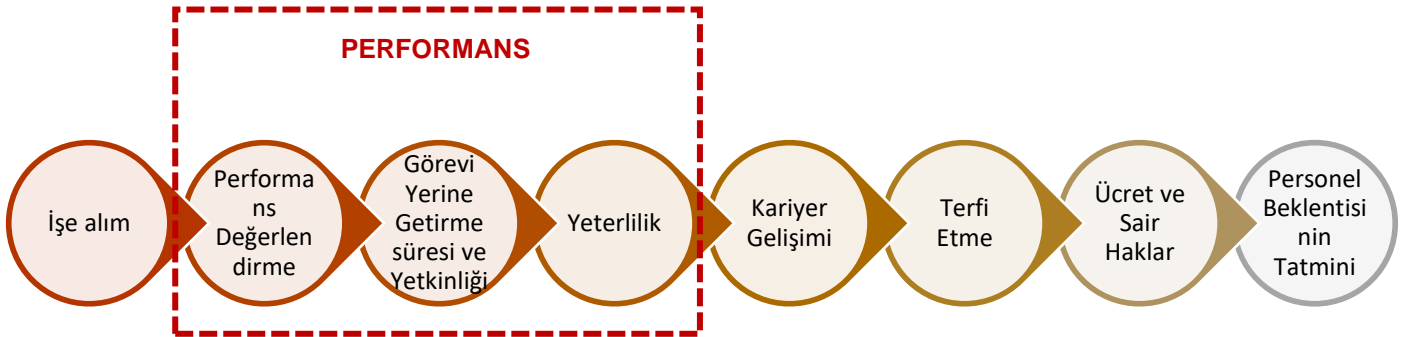 PERFORMANS
İşe alım
Performa
ns
Değerlen
dirme
Görevi
Yerine
Getirme
süresi ve
Yetkinliği
Yeterlilik
Kariyer
Gelişimi
Terfi
Etme
Ücret ve
Sair
Haklar
Personel
Beklentisi
nin
Tatmini